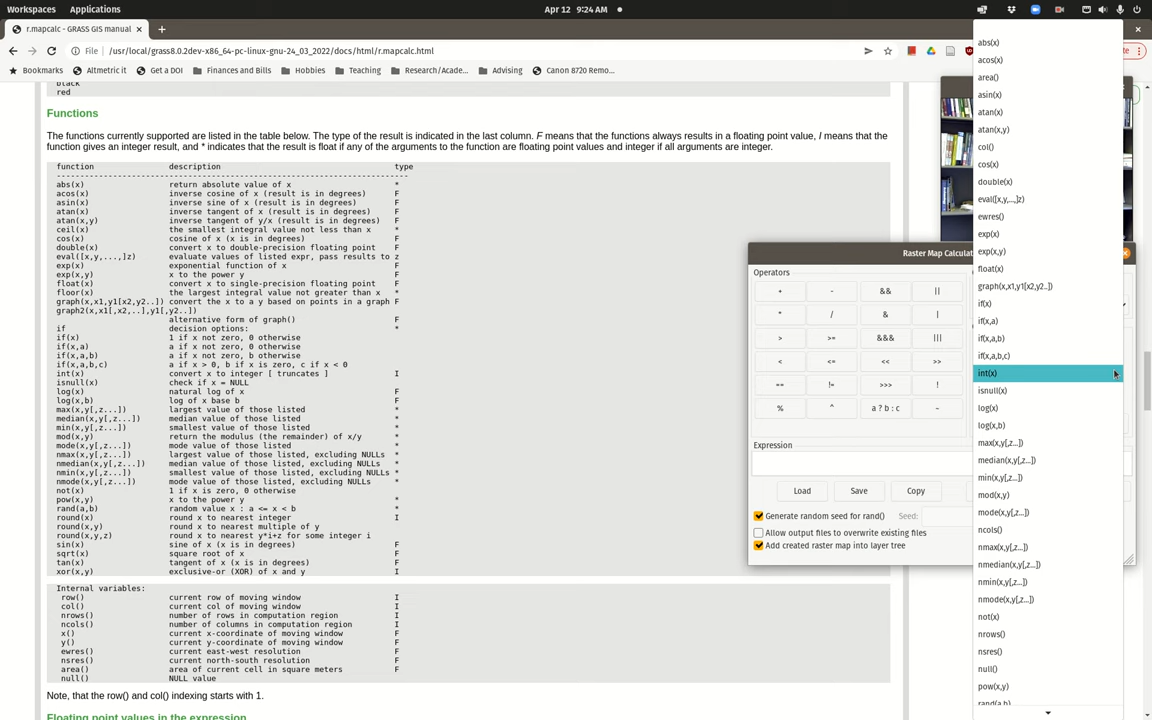 Workspaces Applications Apr 12 9:24 AM
r.mapcalc - GRASS GIS manual
File /usr/local/grass8.0.2dev-x86_64-pc-linux-gnu-24_03_2022/docs/html/r.mapcalc.html
Bookmarks Altmetric it Get a DOI Finances and Bills Hobbies Teaching Research/Acade... Advising Canon 8720 Remo...
black
red
Functions
The functions currently supported are listed in the table below. The type of the result is indicated in the last column. F means that the functions always results in a floating point value, I means that the
function gives an integer result, and * indicates that the result is float if any of the arguments to the function are floating point values and integer if all arguments are integer.
function description type
---------------------------------------------------------------------------------
abs(x) return absolute value of x *
acos(x) inverse cosine of x (result is in degrees) F
asin(x) inverse sine of x (result is in degrees) F
atan(x) inverse tangent of x (result is in degrees) F
atan(x,y) inverse tangent of y/x (result is in degrees) F
ceil(x) the smallest integral value not less than x *
cos(x) cosine of x (x is in degrees) F
double(x) convert x to double-precision floating point F
eval([x,y,...,]z) evaluate values of listed expr, pass results to z
exp(x) exponential function of x F
exp(x,y) x to the power y F
float(x) convert x to single-precision floating point F
floor(x) the largest integral value not greater than x *
graph(x,x1,y1[x2,y2..]) convert the x to a y based on points in a graph F
graph2(x,x1[,x2,..],y1[,y2..])
alternative form of graph() F
if decision options: *
if(x) 1 if x not zero, 0 otherwise
if(x,a) a if x not zero, 0 otherwise
if(x,a,b) a if x not zero, b otherwise
if(x,a,b,c) a if x > 0, b if x is zero, c if x < 0
int(x) convert x to integer [ truncates ] I
isnull(x) check if x = NULL
log(x) natural log of x F
log(x,b) log of x base b F
max(x,y[,z...]) largest value of those listed *
median(x,y[,z...]) median value of those listed *
min(x,y[,z...]) smallest value of those listed *
mod(x,y) return the modulus (the remainder) of x/y *
mode(x,y[,z...]) mode value of those listed *
nmax(x,y[,z...]) largest value of those listed, excluding NULLs *
nmedian(x,y[,z...]) median value of those listed, excluding NULLs *
nmin(x,y[,z...]) smallest value of those listed, excluding NULLs *
nmode(x,y[,z...]) mode value of those listed, excluding NULLs *
not(x) 1 if x is zero, 0 otherwise
pow(x,y) x to the power y *
rand(a,b) random value x : a <= x < b *
round(x) round x to nearest integer I
round(x,y) round x to nearest multiple of y
round(x,y,z) round x to nearest y*i+z for some integer i
sin(x) sine of x (x is in degrees) F
sqrt(x) square root of x F
tan(x) tangent of x (x is in degrees) F
xor(x,y) exclusive-or (XOR) of x and y I
Internal variables:
row() current row of moving window I
col() current col of moving window I
nrows() number of rows in computation region I
ncols() number of columns in computation region I
x() current x-coordinate of moving window F
y() current y-coordinate of moving window F
ewres() current east-west resolution F
nsres() current north-south resolution F
area() area of current cell in square meters F
null() NULL value
Note, that the row() and col() indexing starts with 1.
Floating point values in the expression
Raster Map Calculat
Operators
+ - && ||
* / & |
> >= &&& |||
< <= << >>
== != >>> !
% ^ a ? b : c ~
Expression
Load Save Copy
Generate random seed for rand() Seed:
Allow output files to overwrite existing files
Add created raster map into layer tree
abs(x)
acos(x)
area()
asin(x)
atan(x)
atan(x,y)
col()
cos(x)
double(x)
eval([x,y,...,]z)
ewres()
exp(x)
exp(x,y)
float(x)
graph(x,x1,y1[x2,y2..])
if(x)
if(x,a)
if(x,a,b)
if(x,a,b,c)
int(x)
isnull(x)
log(x)
log(x,b)
max(x,y[,z...])
median(x,y[,z...])
min(x,y[,z...])
mod(x,y)
mode(x,y[,z...])
ncols()
nmax(x,y[,z...])
nmedian(x,y[,z...])
nmin(x,y[,z...])
nmode(x,y[,z...])
not(x)
nrows()
nsres()
null()
pow(x,y)
rand(a,b)